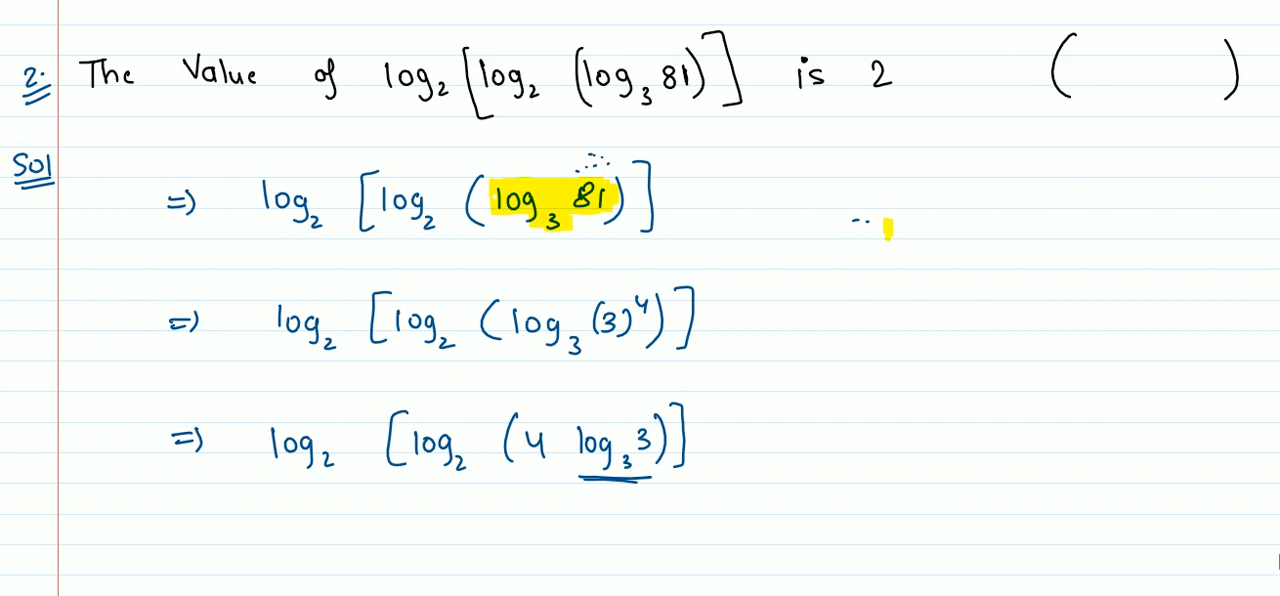 2. The Value of log₂[log₂ (log₃ 81)] is 2 ( )
Sol
⇒ log₂ [log₂ (log₃ 81)]
⇒ log₂ [log₂ (log₃ (3)⁴)]
⇒ log₂ [log₂ (4 log₃ 3)]